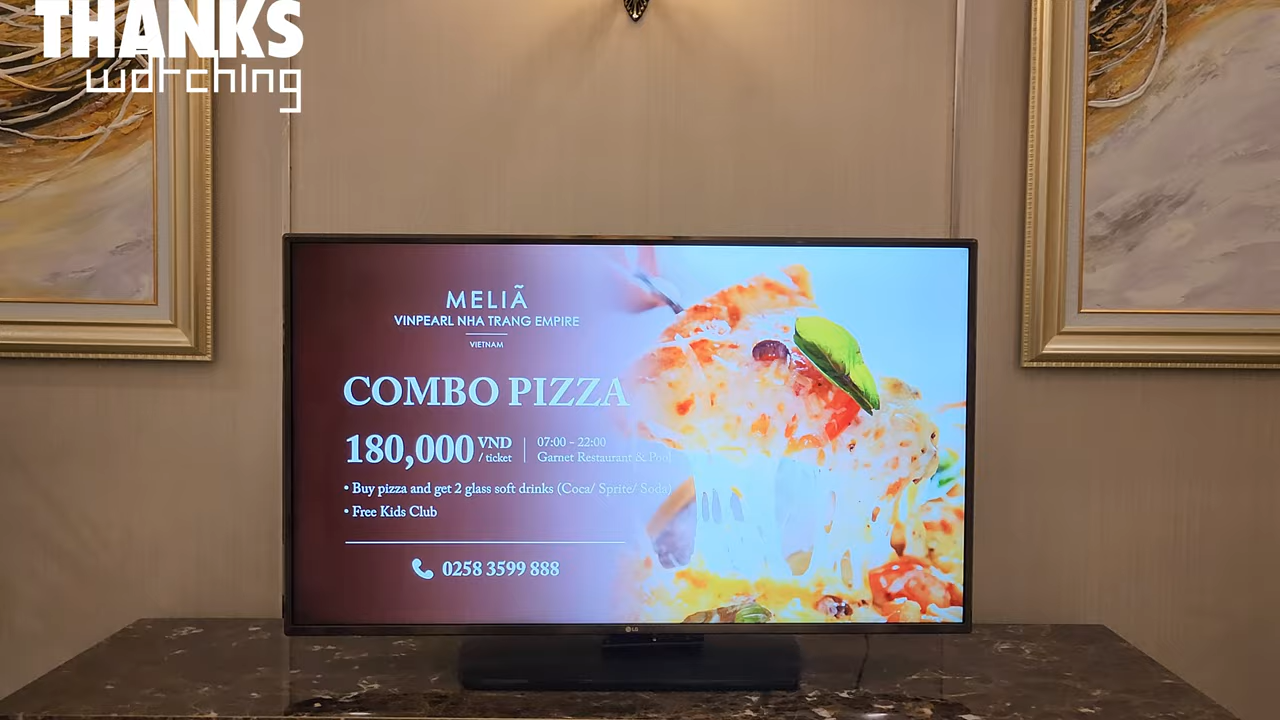 THANKS
watching
MELIÃ
VINPEARL NHA TRANG EMPIRE
VIETNAM
COMBO PIZZA
180,000 VND / ticket
07:00 - 22:00
Garnet Restaurant & Pool
• Buy pizza and get 2 glass soft drinks (Coca/ Sprite/ Soda)
• Free Kids Club
0258 3599 888
LG